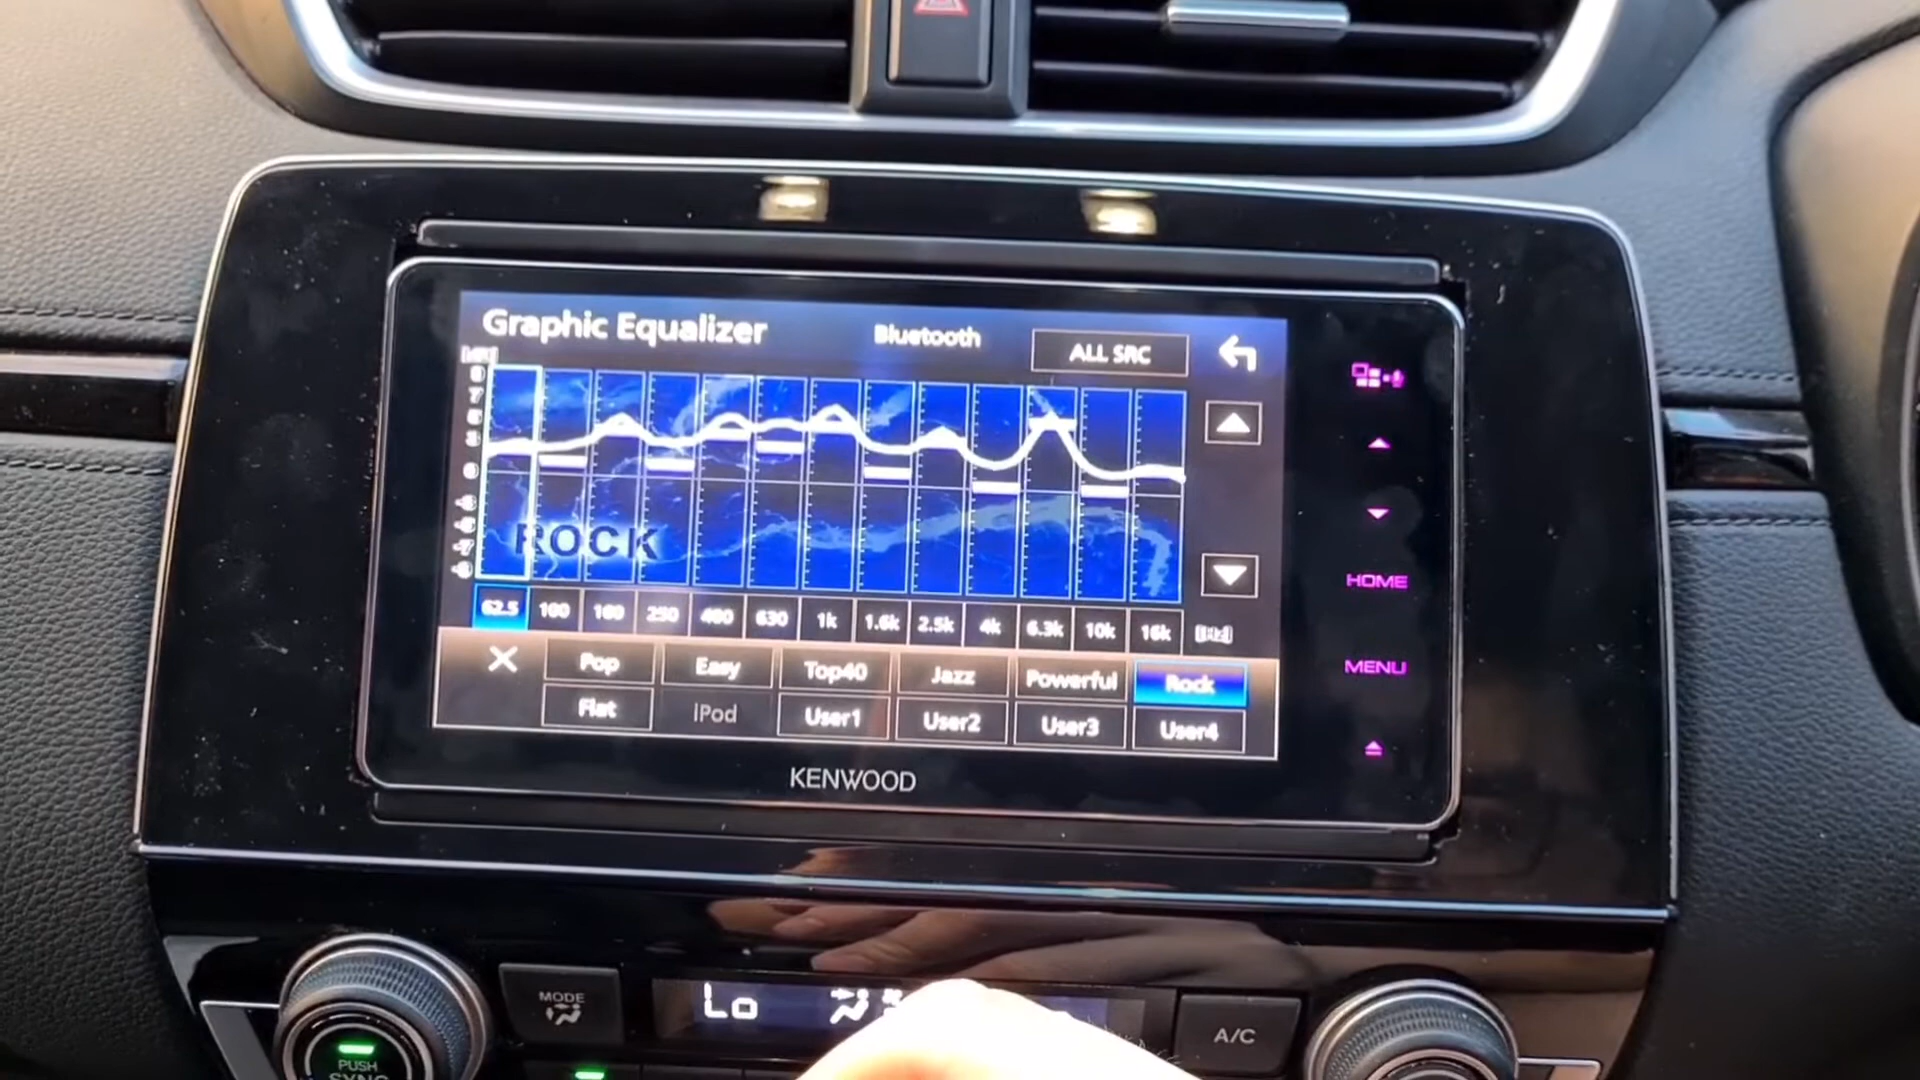 Graphic Equalizer Bluetooth ALL SRC
ROCK
62.5 100 160 250 400 630 1k 1.6k 2.5k 4k 6.3k 10k 16k
Pop Easy Top40 Jazz Powerful Rock
Flat iPod User1 User2 User3 User4
HOME
MENU
KENWOOD
MODE
Lo
A/C
PUSH
SYNC